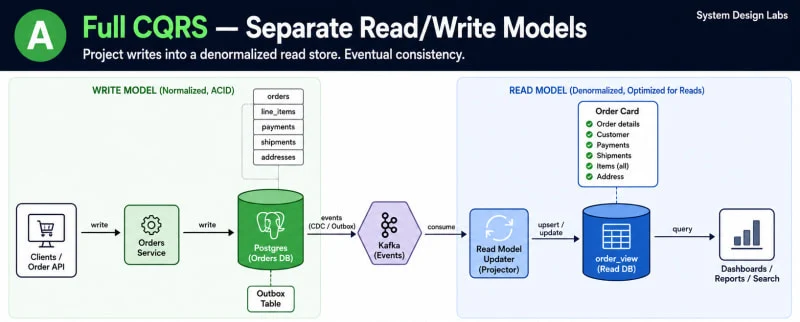 A
Full CQRS — Separate Read/Write Models
Project writes into a denormalized read store. Eventual consistency.
System Design Labs
WRITE MODEL (Normalized, ACID)
orders
line_items
payments
shipments
addresses
Clients /
Order API
write
Orders
Service
write
Postgres
(Orders DB)
Outbox
Table
events
(CDC / Outbox)
Kafka
(Events)
consume
READ MODEL (Denormalized, Optimized for Reads)
Order Card
Order details
Customer
Payments
Shipments
Items (all)
Address
Read Model
Updater
(Projector)
upsert /
update
order_view
(Read DB)
query
Dashboards /
Reports / Search